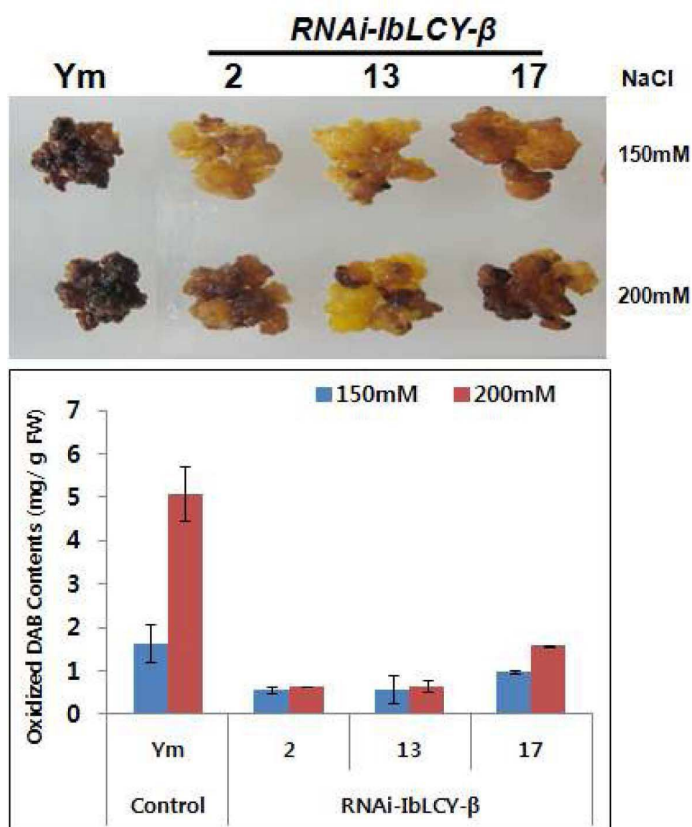 RNAi-IbLCY-β
Ym 2 13 17 NaCl
150mM
200mM
150mM 200mM
Oxidized DAB Contents (mg/ g FW)
7
6
5
4
3
2
1
0
Ym 2 13 17
Control RNAi-IbLCY-β